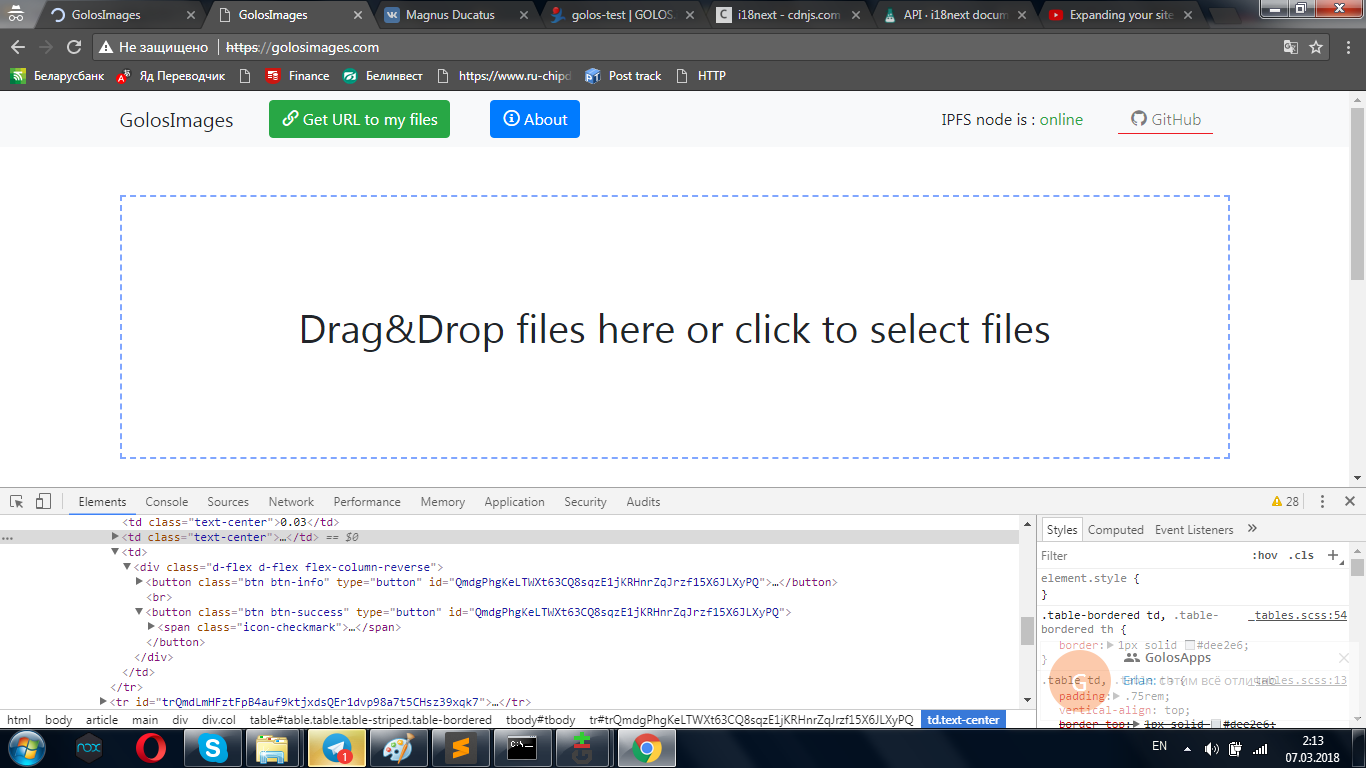 GolosImages GolosImages Magnus Ducatus golos-test | GOLOS. i18next - cdnjs.com API · i18next docum Expanding your site
Не защищено https://golosimages.com
Беларусбанк Яд Переводчик Finance Белинвест https://www.ru-chipd Post track HTTP
GolosImages Get URL to my files About IPFS node is : online GitHub
Drag&Drop files here or click to select files
Elements Console Sources Network Performance Memory Application Security Audits 28
<td class="text-center">0.03</td>
... <td class="text-center">…</td> == $0
<td>
<div class="d-flex d-flex flex-column-reverse">
<button class="btn btn-info" type="button" id="QmdgPhgKeLTWXt63CQ8sqzE1jKRHnrZqJrzf15X6JLXyPQ">…</button>
<br>
<button class="btn btn-success" type="button" id="QmdgPhgKeLTWXt63CQ8sqzE1jKRHnrZqJrzf15X6JLXyPQ">
<span class="icon-checkmark">…</span>
</button>
</div>
</td>
</tr>
<tr id="trQmdLmHFztFpB4auf9ktjxdsQEr1dvp98a7t5CHsz39xqk7">…</tr>
html body article main div div.col table#table.table.table-striped.table-bordered tbody#tbody tr#trQmdgPhgKeLTWXt63CQ8sqzE1jKRHnrZqJrzf15X6JLXyPQ td.text-center
Styles Computed Event Listeners »
Filter :hov .cls +
element.style {
}
.table-bordered td, .table- _tables.scss:54
bordered th {
border: 1px solid #dee2e6;
}
GolosApps
G
.table td, .table th { _tables.scss:13
Erlan: с этим всё отлично
padding: .75rem;
vertical-align: top;
border-top: 1px solid #dee2e6;
nox 1 C:\_ EN 2:13
07.03.2018